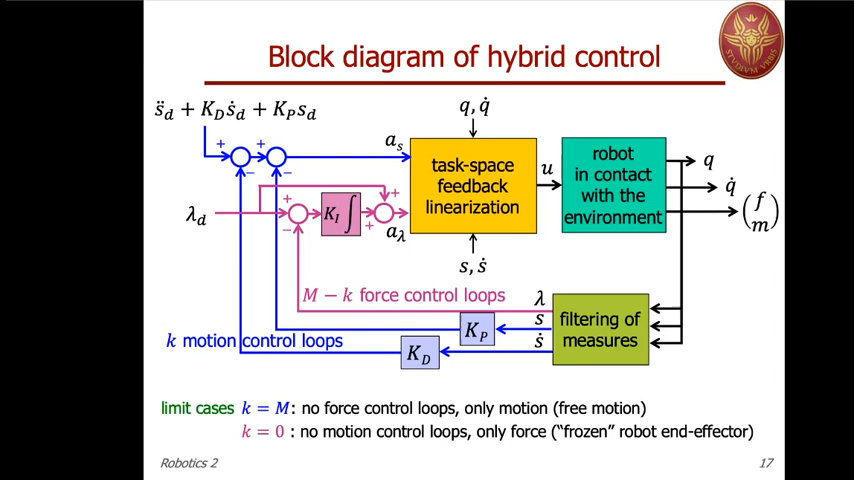 Block diagram of hybrid control
STVDIVM VRBIS
s̈_d + K_D ṡ_d + K_P s_d
q, q̇
+
+
−
−
a_s
task-space
feedback
linearization
u
robot
in contact
with the
environment
q
q̇
(f m)
λ_d
+
−
K_I ∫
+
+
a_λ
s, ṡ
M − k force control loops
λ
s
ṡ
filtering of
measures
K_P
k motion control loops
K_D
limit cases k = M: no force control loops, only motion (free motion)
k = 0 : no motion control loops, only force (“frozen” robot end-effector)
Robotics 2
17